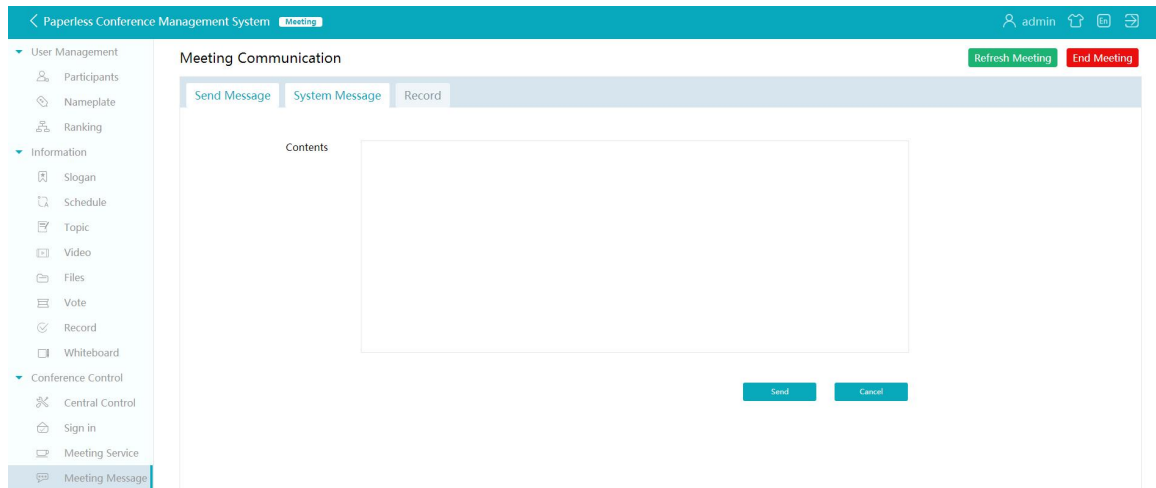 Paperless Conference Management System Meeting admin En
User Management
Participants
Nameplate
Ranking
Information
Slogan
Schedule
Topic
Video
Files
Vote
Record
Whiteboard
Conference Control
Central Control
Sign in
Meeting Service
Meeting Message
Meeting Communication Refresh Meeting End Meeting
Send Message System Message Record
Contents
Send Cancel